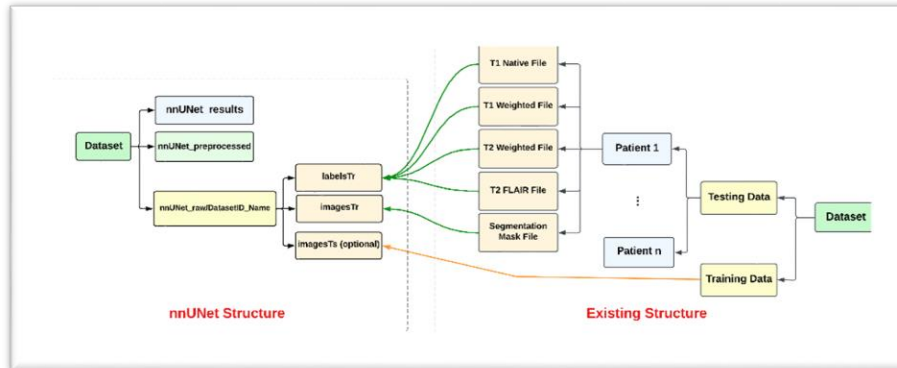 T1 Native File
nnUNet results
T1 Weighted File
Dataset
nnUNet_preprocessed
T2 Weighted File
Patient 1
labelsTr
nnUNet_raw/DatasetID_Name
T2 FLAIR File
Testing Data
imagesTr
Dataset
Segmentation
Mask File
imagesTs (optional)
Patient n
Training Data
nnUNet Structure
Existing Structure